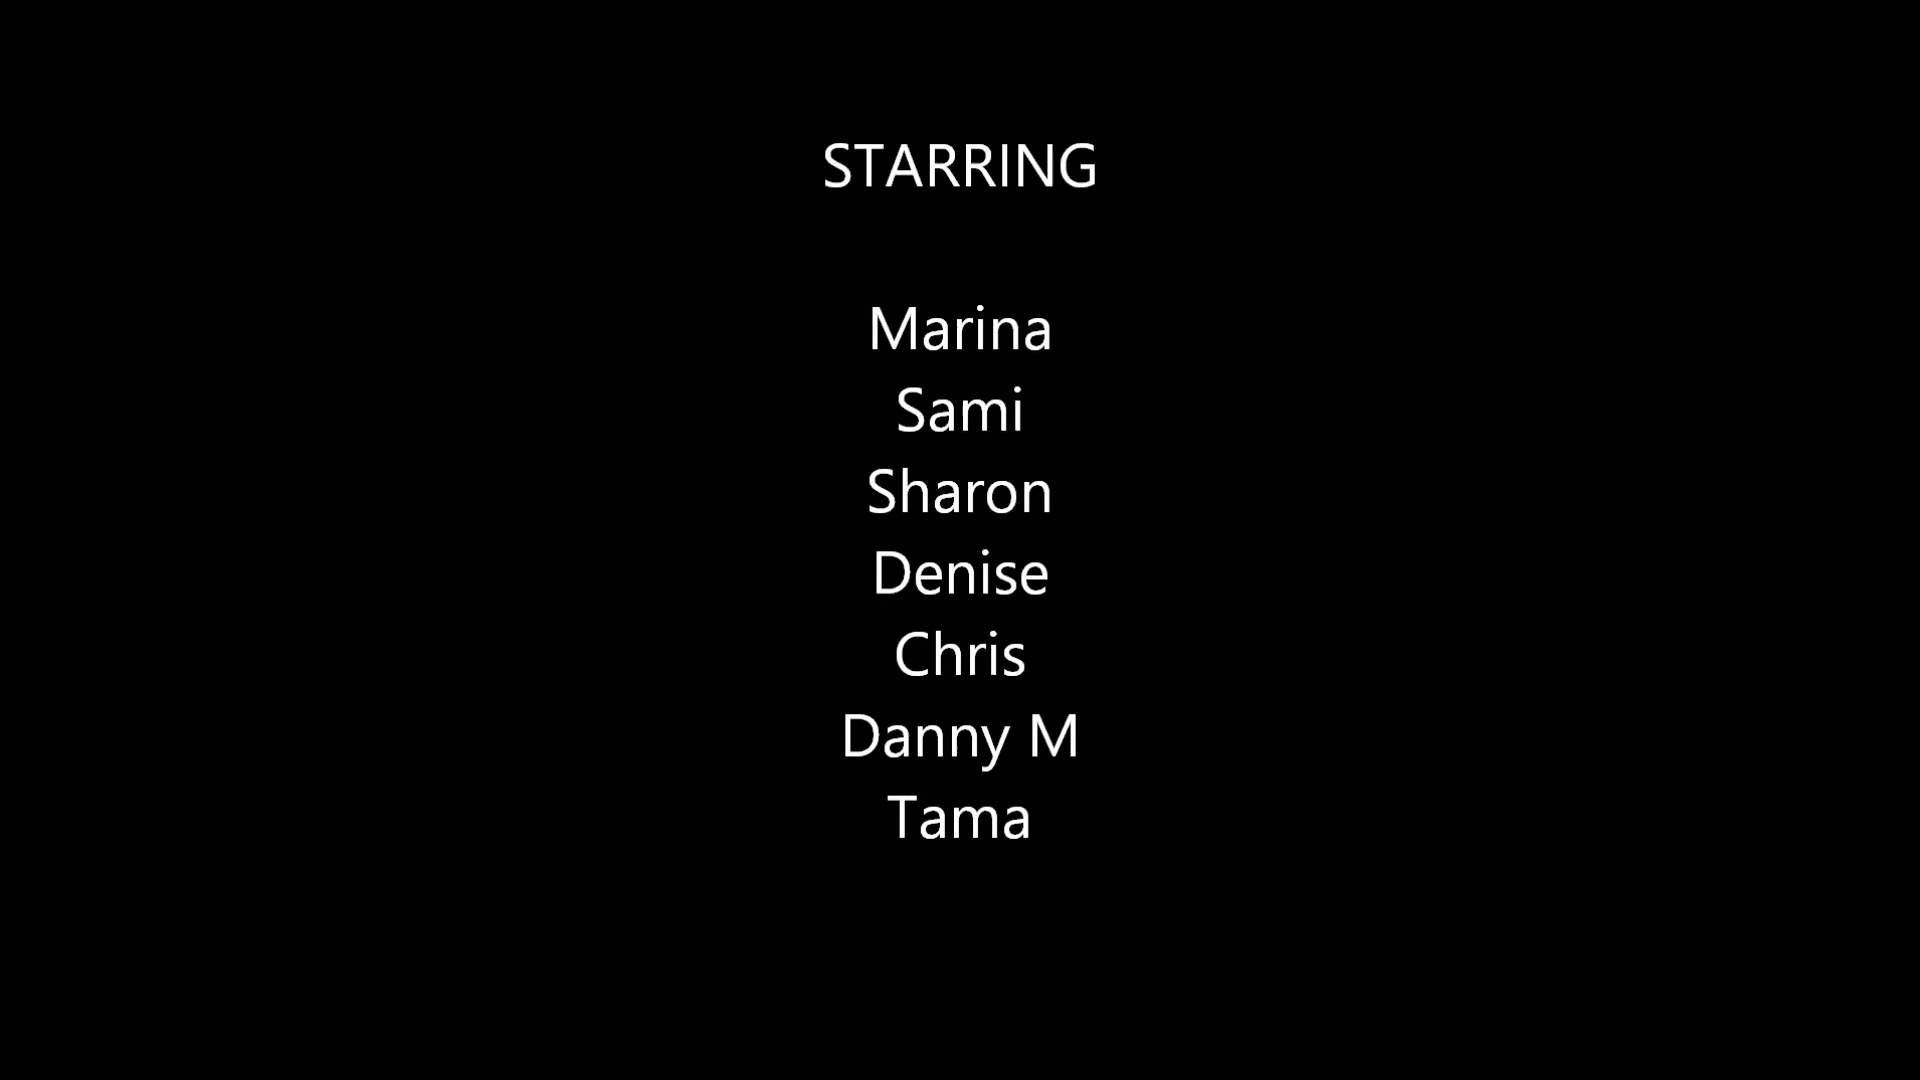 STARRING
Marina
Sami
Sharon
Denise
Chris
Danny M
Tama